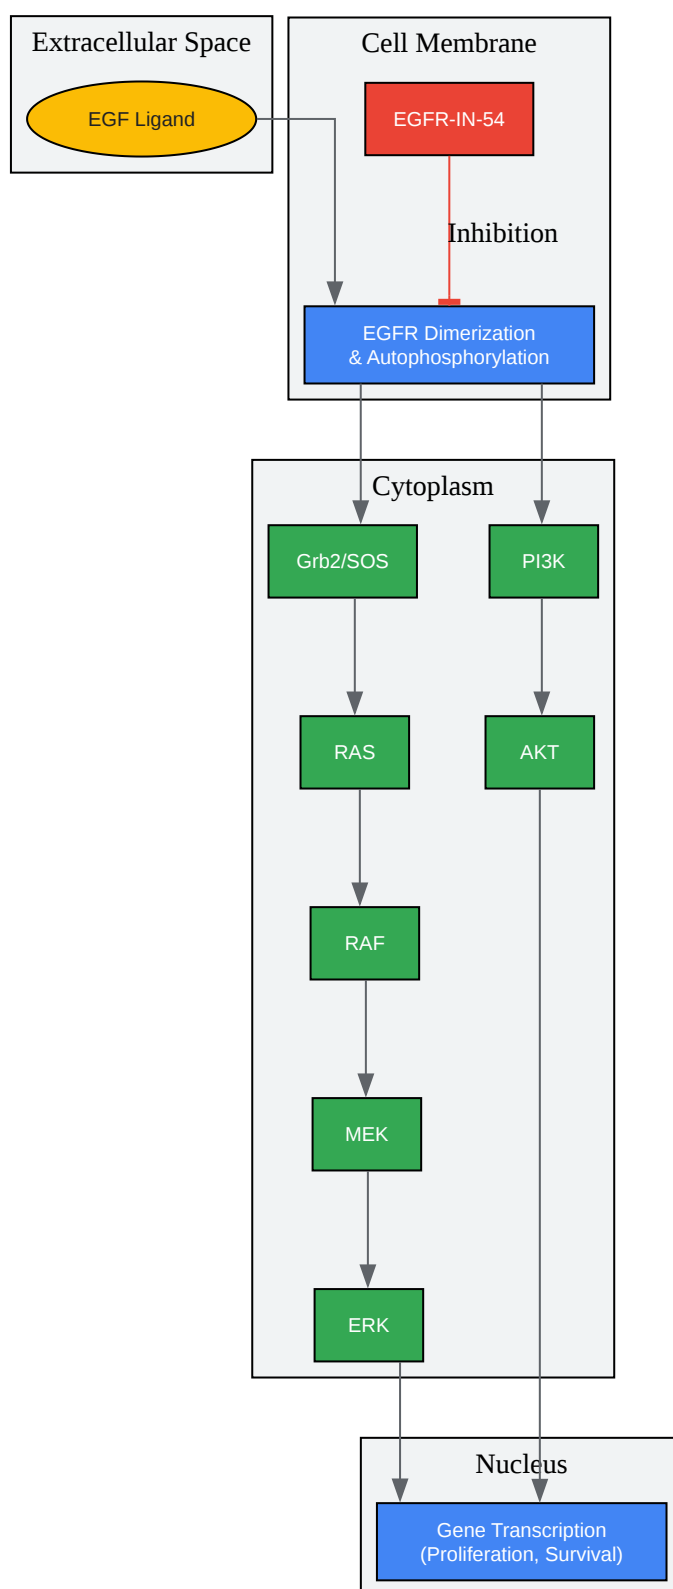 Extracellular Space
Cell Membrane
EGF Ligand
EGFR-IN-54
Inhibition
EGFR Dimerization
& Autophosphorylation
Cytoplasm
Grb2/SOS
PI3K
RAS
AKT
RAF
MEK
ERK
Nucleus
Gene Transcription
(Proliferation, Survival)